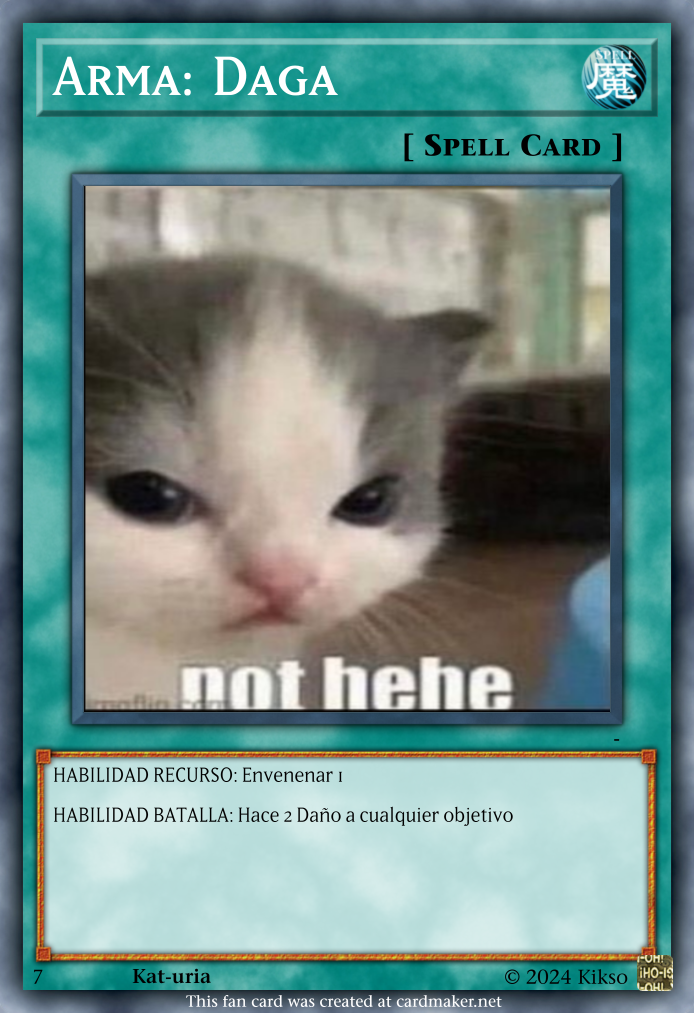 Arma: Daga
SPELL
魔
[ Spell Card ]
not hehe
-
HABILIDAD RECURSO: Envenenar 1
HABILIDAD BATALLA: Hace 2 Daño a cualquier objetivo
7
Kat-uria
© 2024 Kikso
This fan card was created at cardmaker.net